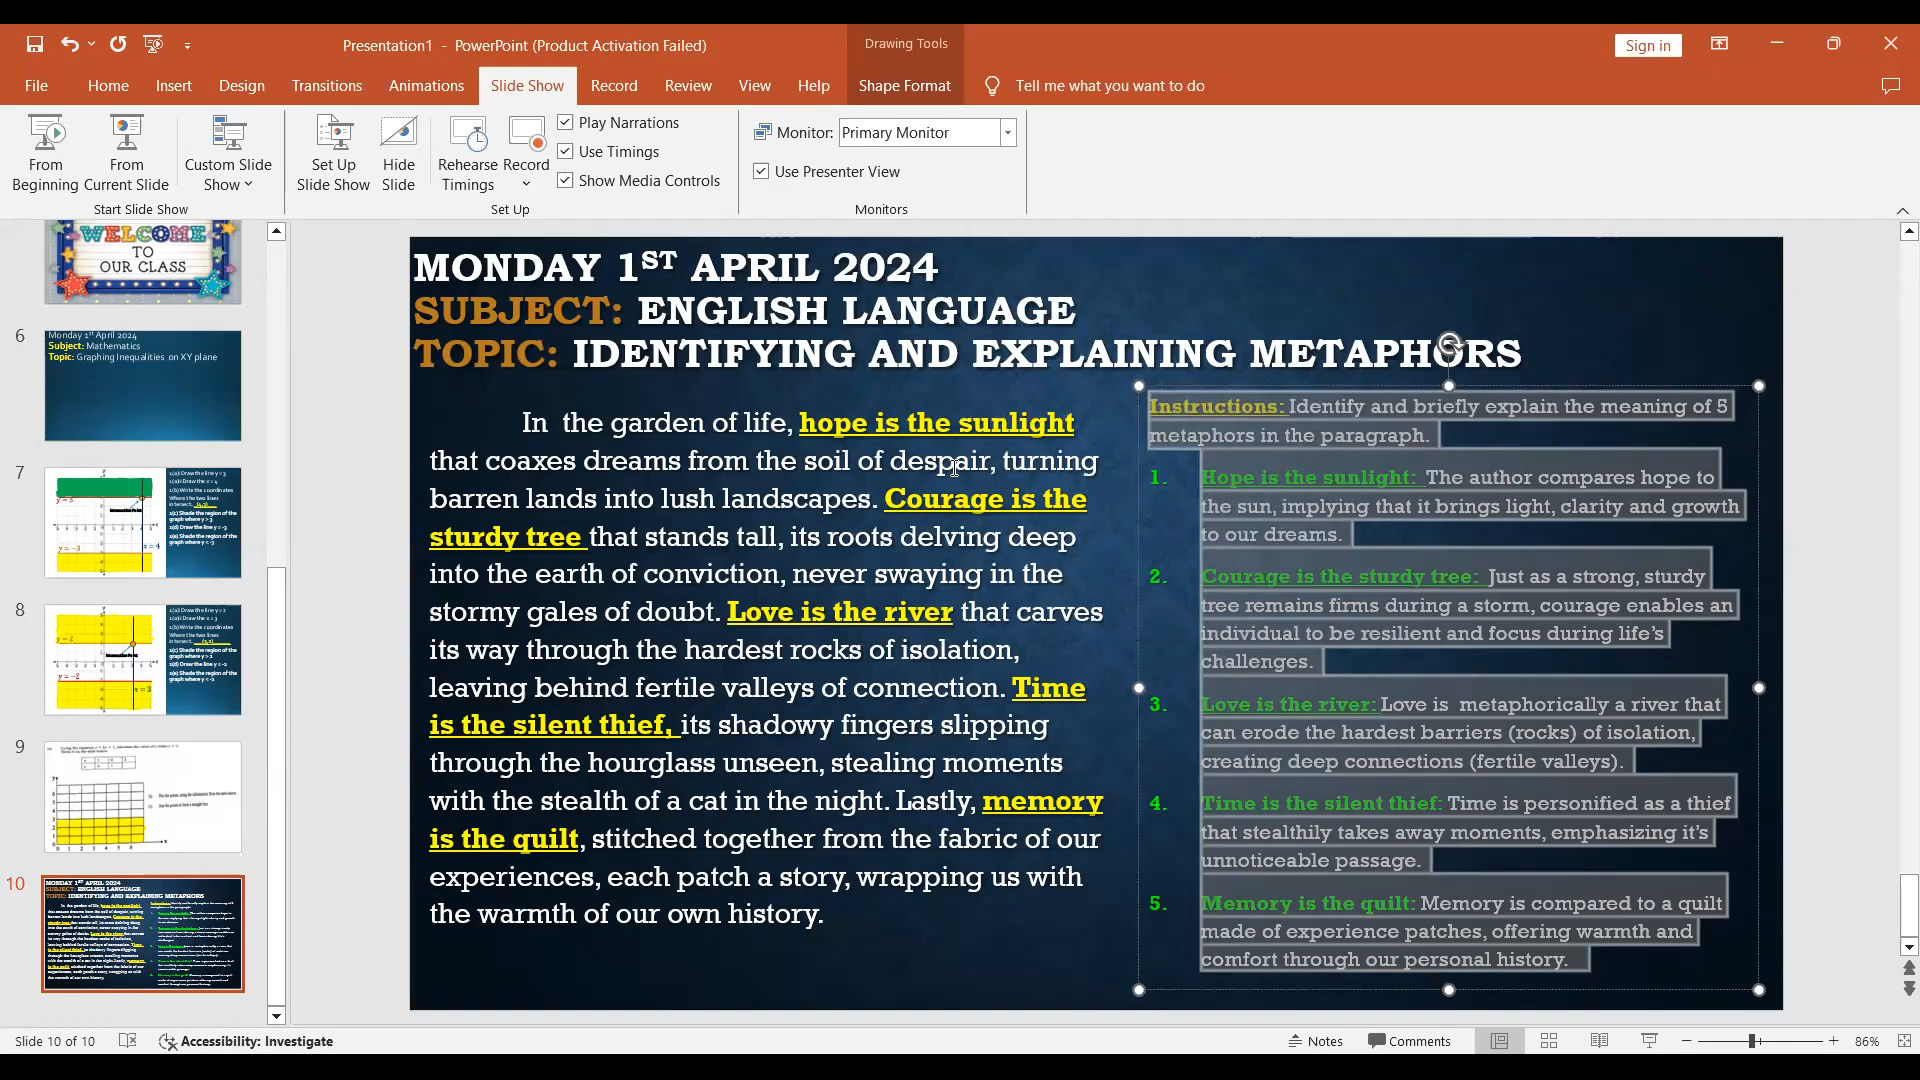 Presentation1 - PowerPoint (Product Activation Failed)
Drawing Tools
Sign in
File Home Insert Design Transitions Animations Slide Show Record Review View Help Shape Format Tell me what you want to do
From Beginning
From Current Slide
Custom Slide Show
Set Up Slide Show
Hide Slide
Rehearse Timings
Record
Play Narrations
Use Timings
Show Media Controls
Monitor: Primary Monitor
Use Presenter View
Start Slide Show
Set Up
Monitors
WELCOME
TO
OUR CLASS
6
Monday 1st April 2024
Subject: Mathematics
Topic: Graphing Inequalities on XY plane
7
y = 3
y = -3
x = 4
8
y = -2
x = 3
9
10
MONDAY 1ST APRIL 2024
SUBJECT: ENGLISH LANGUAGE
TOPIC: IDENTIFYING AND EXPLAINING METAPHORS
In the garden of life, hope is the sunlight
that coaxes dreams from the soil of despair, turning
barren lands into lush landscapes. Courage is the
sturdy tree that stands tall, its roots delving deep
into the earth of conviction, never swaying in the
stormy gales of doubt. Love is the river that carves
its way through the hardest rocks of isolation,
leaving behind fertile valleys of connection. Time
is the silent thief, its shadowy fingers slipping
through the hourglass unseen, stealing moments
with the stealth of a cat in the night. Lastly, memory
is the quilt, stitched together from the fabric of our
experiences, each patch a story, wrapping us with
the warmth of our own history.
Instructions: Identify and briefly explain the meaning of 5
metaphors in the paragraph.
1. Hope is the sunlight: The author compares hope to
the sun, implying that it brings light, clarity and growth
to our dreams.
2. Courage is the sturdy tree: Just as a strong, sturdy
tree remains firms during a storm, courage enables an
individual to be resilient and focus during life's
challenges.
3. Love is the river: Love is metaphorically a river that
can erode the hardest barriers (rocks) of isolation,
creating deep connections (fertile valleys).
4. Time is the silent thief: Time is personified as a thief
that stealthily takes away moments, emphasizing it's
unnoticeable passage.
5. Memory is the quilt: Memory is compared to a quilt
made of experience patches, offering warmth and
comfort through our personal history.
Slide 10 of 10
Accessibility: Investigate
Notes
Comments
86%